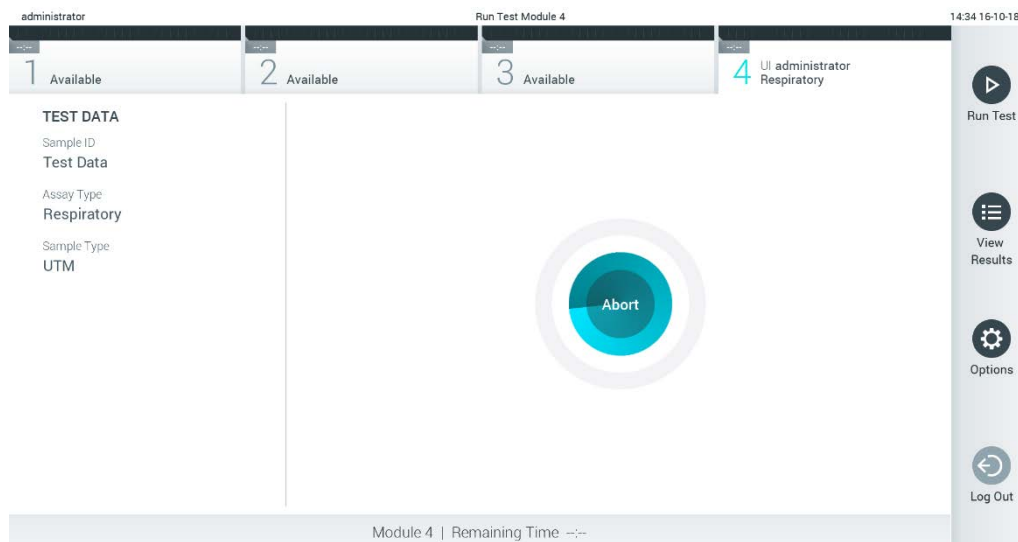 administrator
Run Test Module 4
14:34 16-10-18
--:--
--:--
--:--
--:--
1 Available
2 Available
3 Available
4 UI administrator
Respiratory
Run Test
TEST DATA
Sample ID
Test Data
Assay Type
Respiratory
Sample Type
UTM
Abort
View
Results
Options
Log Out
Module 4 | Remaining Time --:--